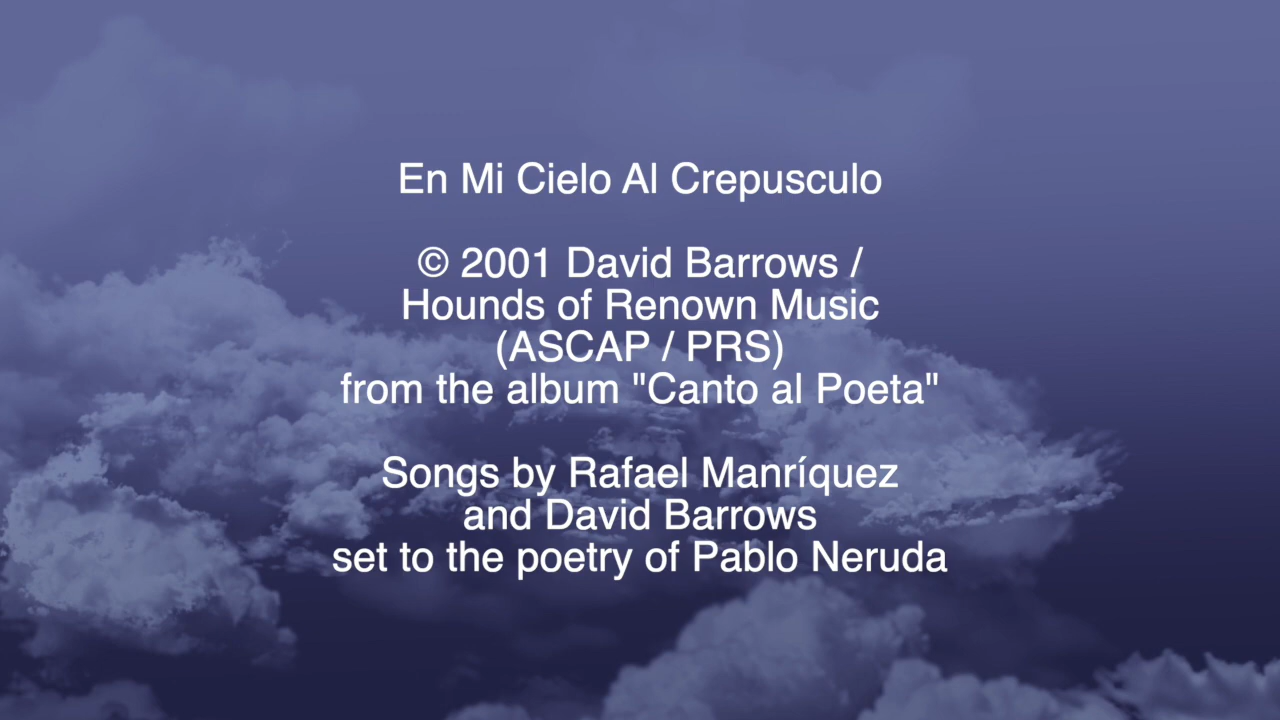 En Mi Cielo Al Crepusculo
© 2001 David Barrows /
Hounds of Renown Music
(ASCAP / PRS)
from the album "Canto al Poeta"
Songs by Rafael Manríquez
and David Barrows
set to the poetry of Pablo Neruda